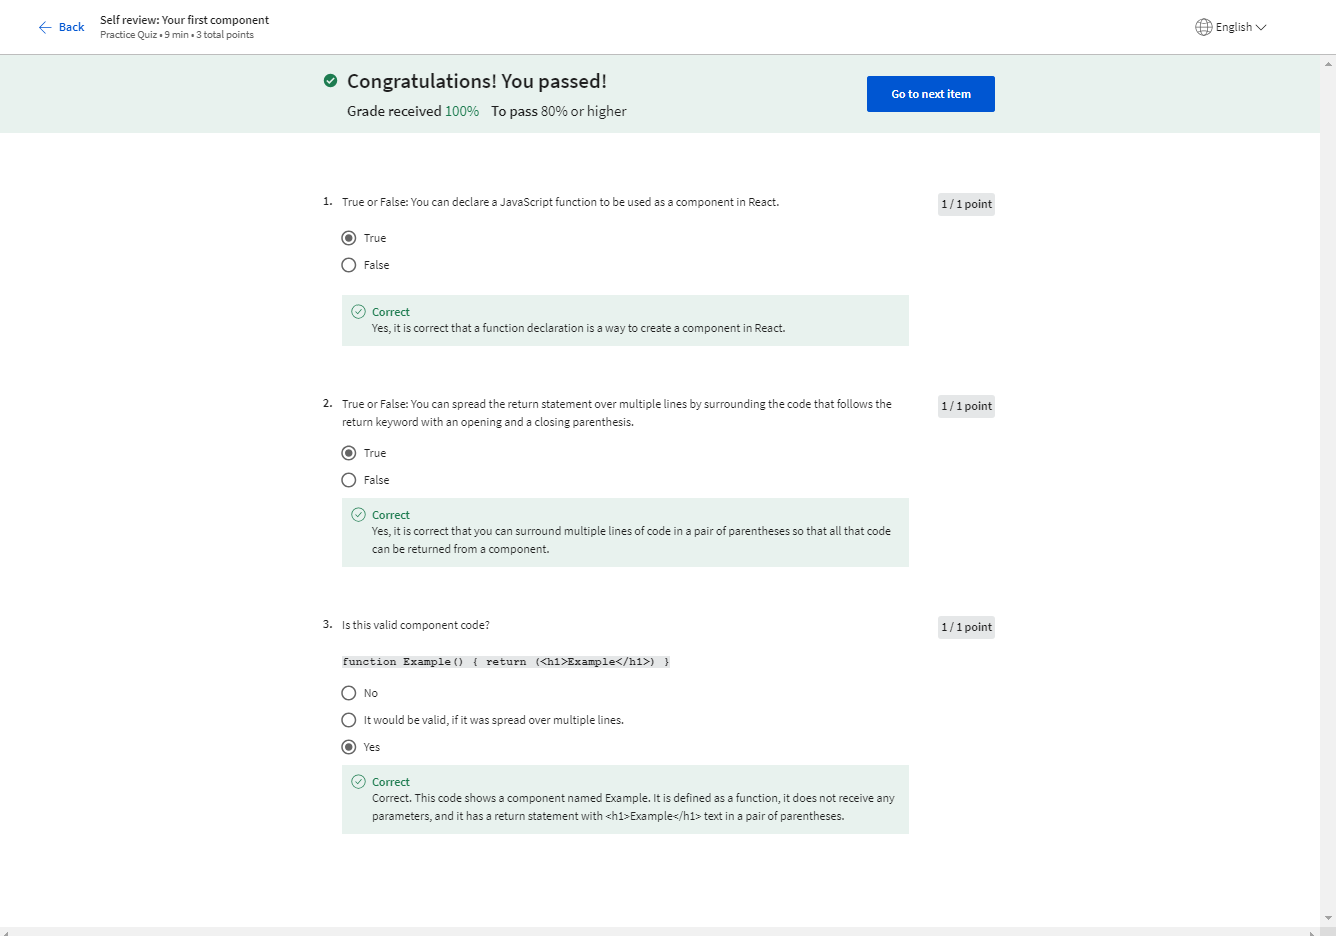 Back
Self review: Your first component
Practice Quiz • 9 min • 3 total points
English
Congratulations! You passed!
Grade received 100% To pass 80% or higher
Go to next item
1. True or False: You can declare a JavaScript function to be used as a component in React.
1 / 1 point
True
False
Correct
Yes, it is correct that a function declaration is a way to create a component in React.
2. True or False: You can spread the return statement over multiple lines by surrounding the code that follows the
return keyword with an opening and a closing parenthesis.
1 / 1 point
True
False
Correct
Yes, it is correct that you can surround multiple lines of code in a pair of parentheses so that all that code
can be returned from a component.
3. Is this valid component code?
1 / 1 point
function Example() { return (<h1>Example</h1>) }
No
It would be valid, if it was spread over multiple lines.
Yes
Correct
Correct. This code shows a component named Example. It is defined as a function, it does not receive any
parameters, and it has a return statement with <h1>Example</h1> text in a pair of parentheses.